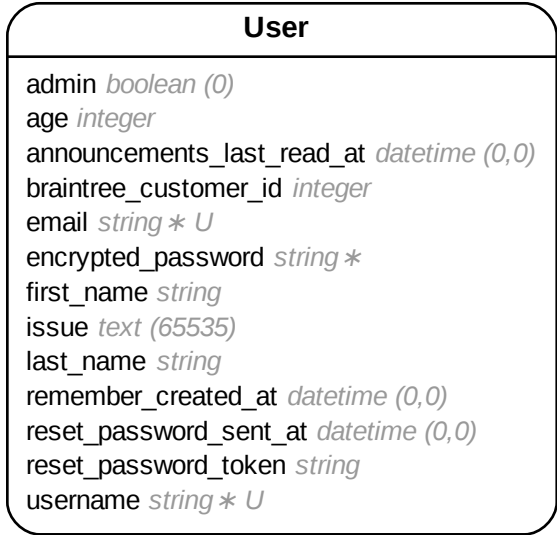 User
admin boolean (0)
age integer
announcements_last_read_at datetime (0,0)
braintree_customer_id integer
email string ∗ U
encrypted_password string ∗
first_name string
issue text (65535)
last_name string
remember_created_at datetime (0,0)
reset_password_sent_at datetime (0,0)
reset_password_token string
username string ∗ U